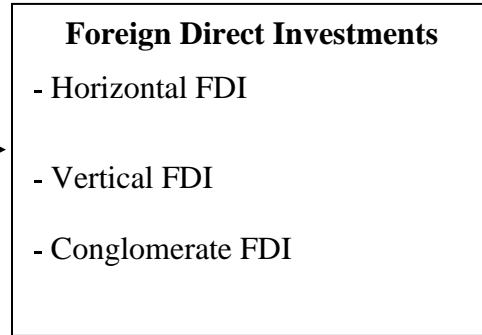 Foreign Direct Investments
- Horizontal FDI
- Vertical FDI
- Conglomerate FDI